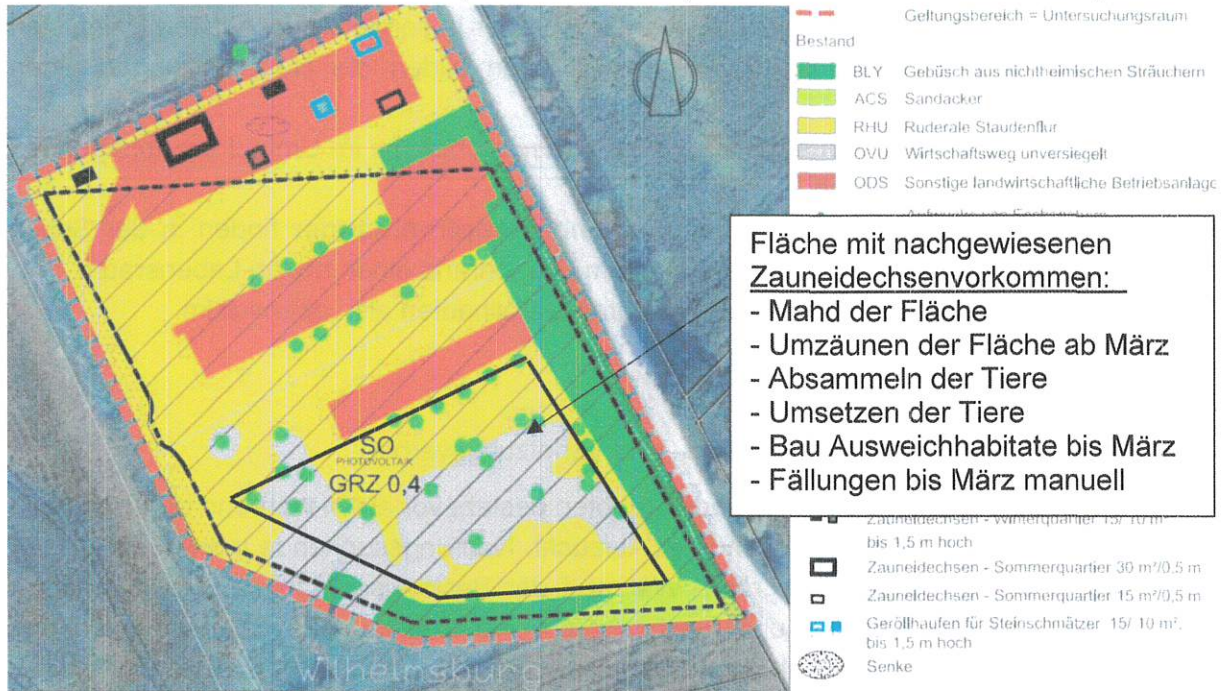 Geltungsbereich = Untersuchungsraum
Bestand
BLY Gebüsch aus nichtheimischen Sträuchern
ACS Sandacker
RHU Ruderale Staudenflur
OVU Wirtschaftsweg unversiegelt
ODS Sonstige landwirtschaftliche Betriebsanlage
Fläche mit nachgewiesenen
Zauneidechsenvorkommen:
- Mahd der Fläche
- Umzäunen der Fläche ab März
- Absammeln der Tiere
- Umsetzen der Tiere
- Bau Ausweichhabitate bis März
- Fällungen bis März manuell
Zauneidechsen - Winterquartier 15/ 10 m
bis 1,5 m hoch
Zauneidechsen - Sommerquartier 30 m²/0,5 m
Zauneidechsen - Sommerquartier 15 m²/0,5 m
Geröllhaufen für Steinschmätzer 15/ 10 m²,
bis 1,5 m hoch
Senke
SO
PHOTOVOLTAIK
GRZ 0,4
Wilhelmsburg